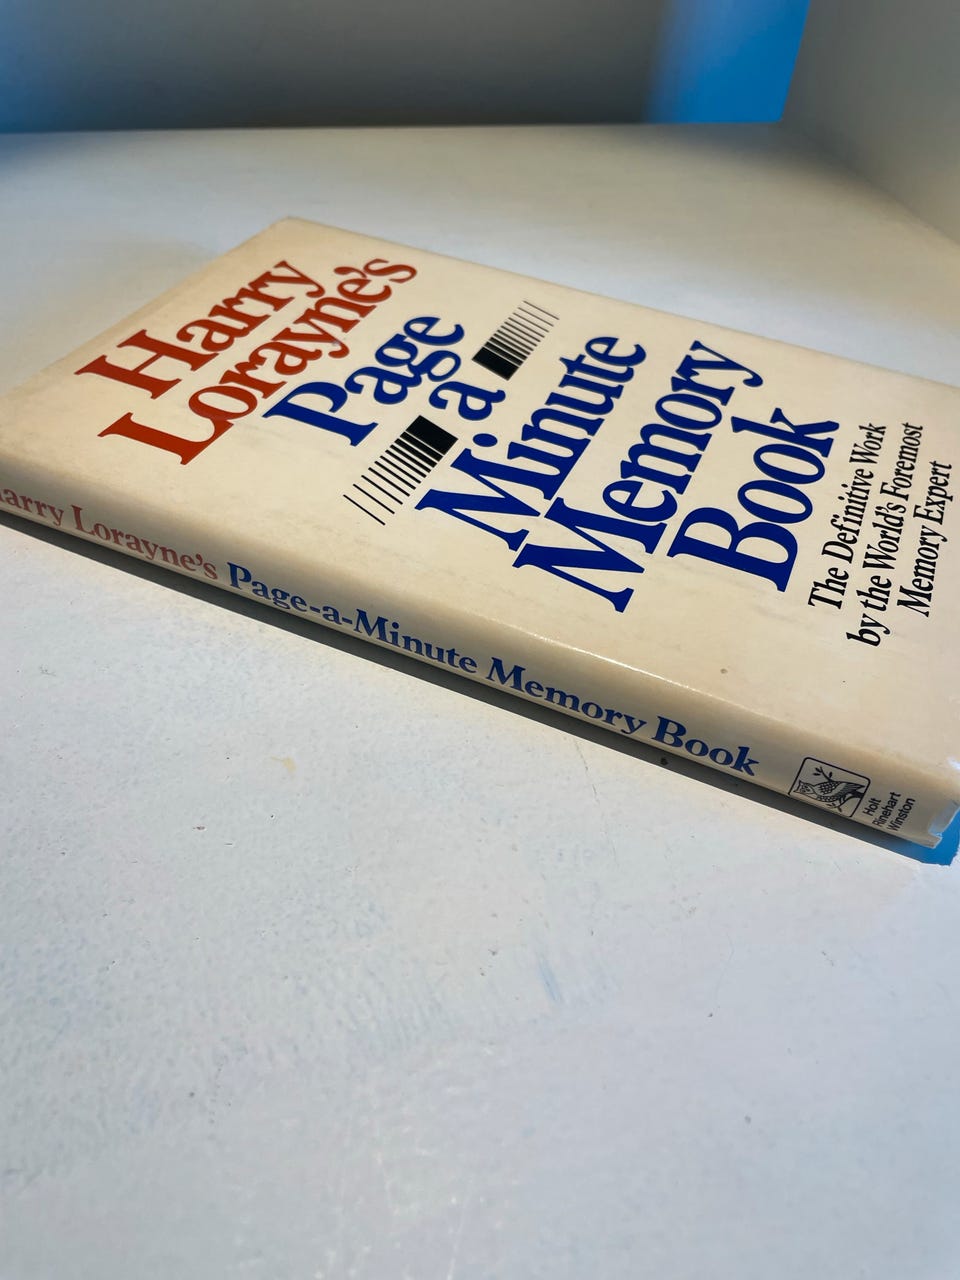 Harry
Lorayne's
Page
a
Minute
Memory
Book
The Definitive Work
by the World's Foremost
Memory Expert
Harry Lorayne's Page-a-Minute Memory Book
Holt
Rinehart
Winston